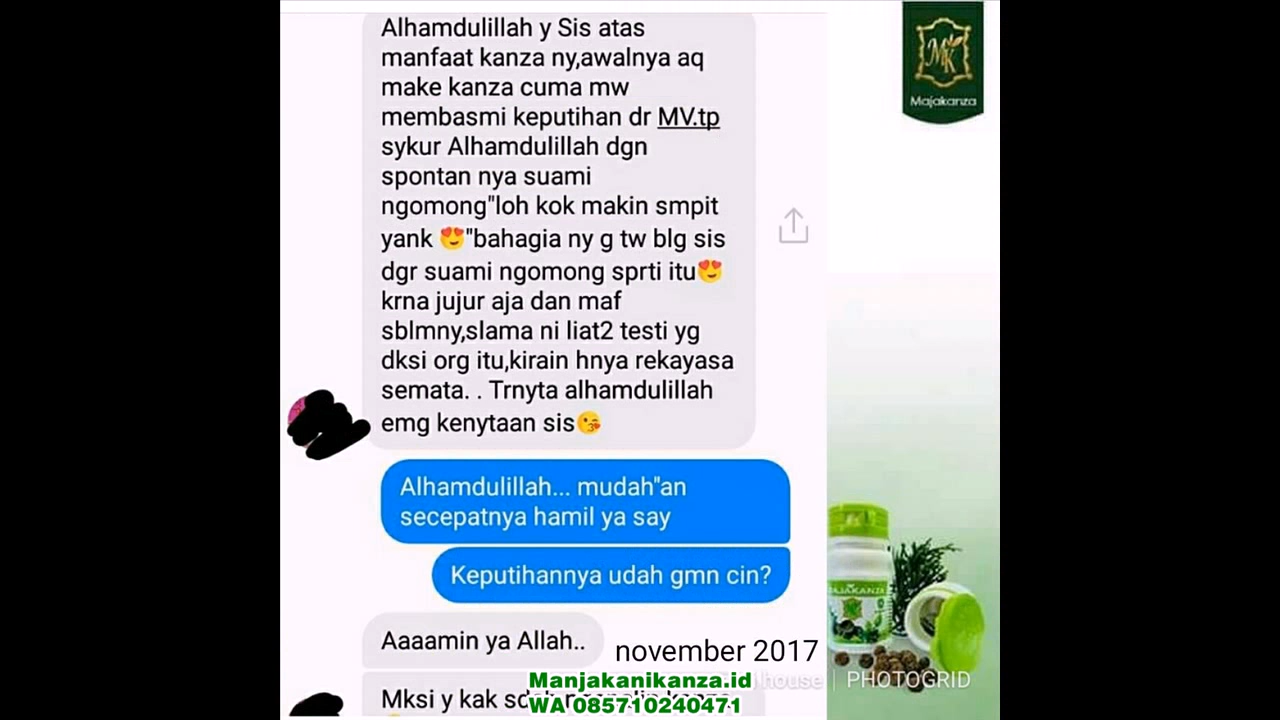 Alhamdulillah y Sis atas
manfaat kanza ny,awalnya aq
make kanza cuma mw
membasmi keputihan dr MV.tp
sykur Alhamdulillah dgn
spontan nya suami
ngomong"loh kok makin smpit
yank 😍"bahagia ny g tw blg sis
dgr suami ngomong sprti itu😍
krna jujur aja dan maf
sblmny,slama ni liat2 testi yg
dksi org itu,kirain hnya rekayasa
semata. . Trnyta alhamdulillah
emg kenytaan sis😘
Alhamdulillah... mudah"an
secepatnya hamil ya say
Keputihannya udah gmn cin?
Aaaamin ya Allah..
november 2017
Mksi y kak
Manjakanikanza.id
WA 085710240471
house | PHOTOGRID
MK
Majakanza
MAJAKANZA